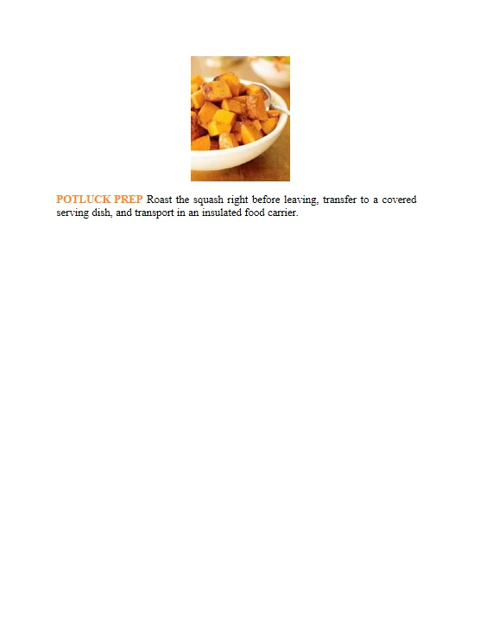 POTLUCK PREP Roast the squash right before leaving, transfer to a covered
serving dish, and transport in an insulated food carrier.